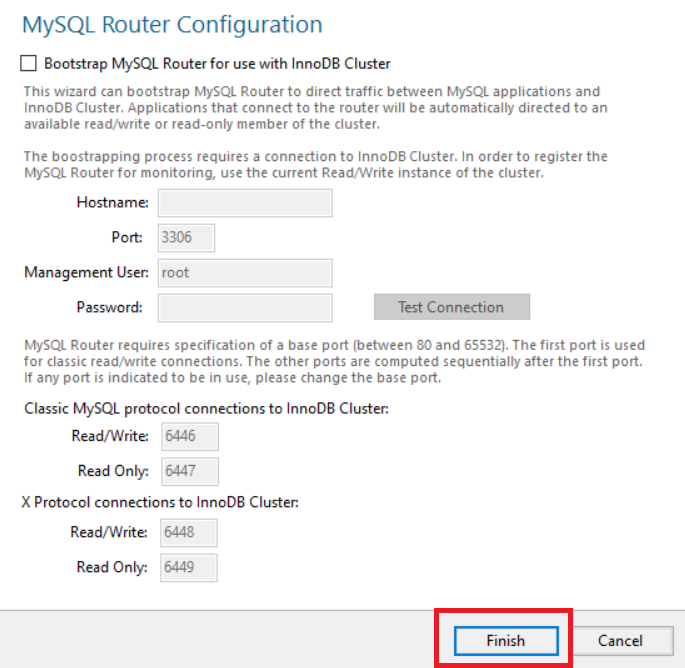 MySQL Router Configuration
Bootstrap MySQL Router for use with InnoDB Cluster
This wizard can bootstrap MySQL Router to direct traffic between MySQL applications and
InnoDB Cluster. Applications that connect to the router will be automatically directed to an
available read/write or read-only member of the cluster.
The boostrapping process requires a connection to InnoDB Cluster. In order to register the
MySQL Router for monitoring, use the current Read/Write instance of the cluster.
Hostname:
Port: 3306
Management User: root
Password: Test Connection
MySQL Router requires specification of a base port (between 80 and 65532). The first port is used
for classic read/write connections. The other ports are computed sequentially after the first port.
If any port is indicated to be in use, please change the base port.
Classic MySQL protocol connections to InnoDB Cluster:
Read/Write: 6446
Read Only: 6447
X Protocol connections to InnoDB Cluster:
Read/Write: 6448
Read Only: 6449
Finish Cancel